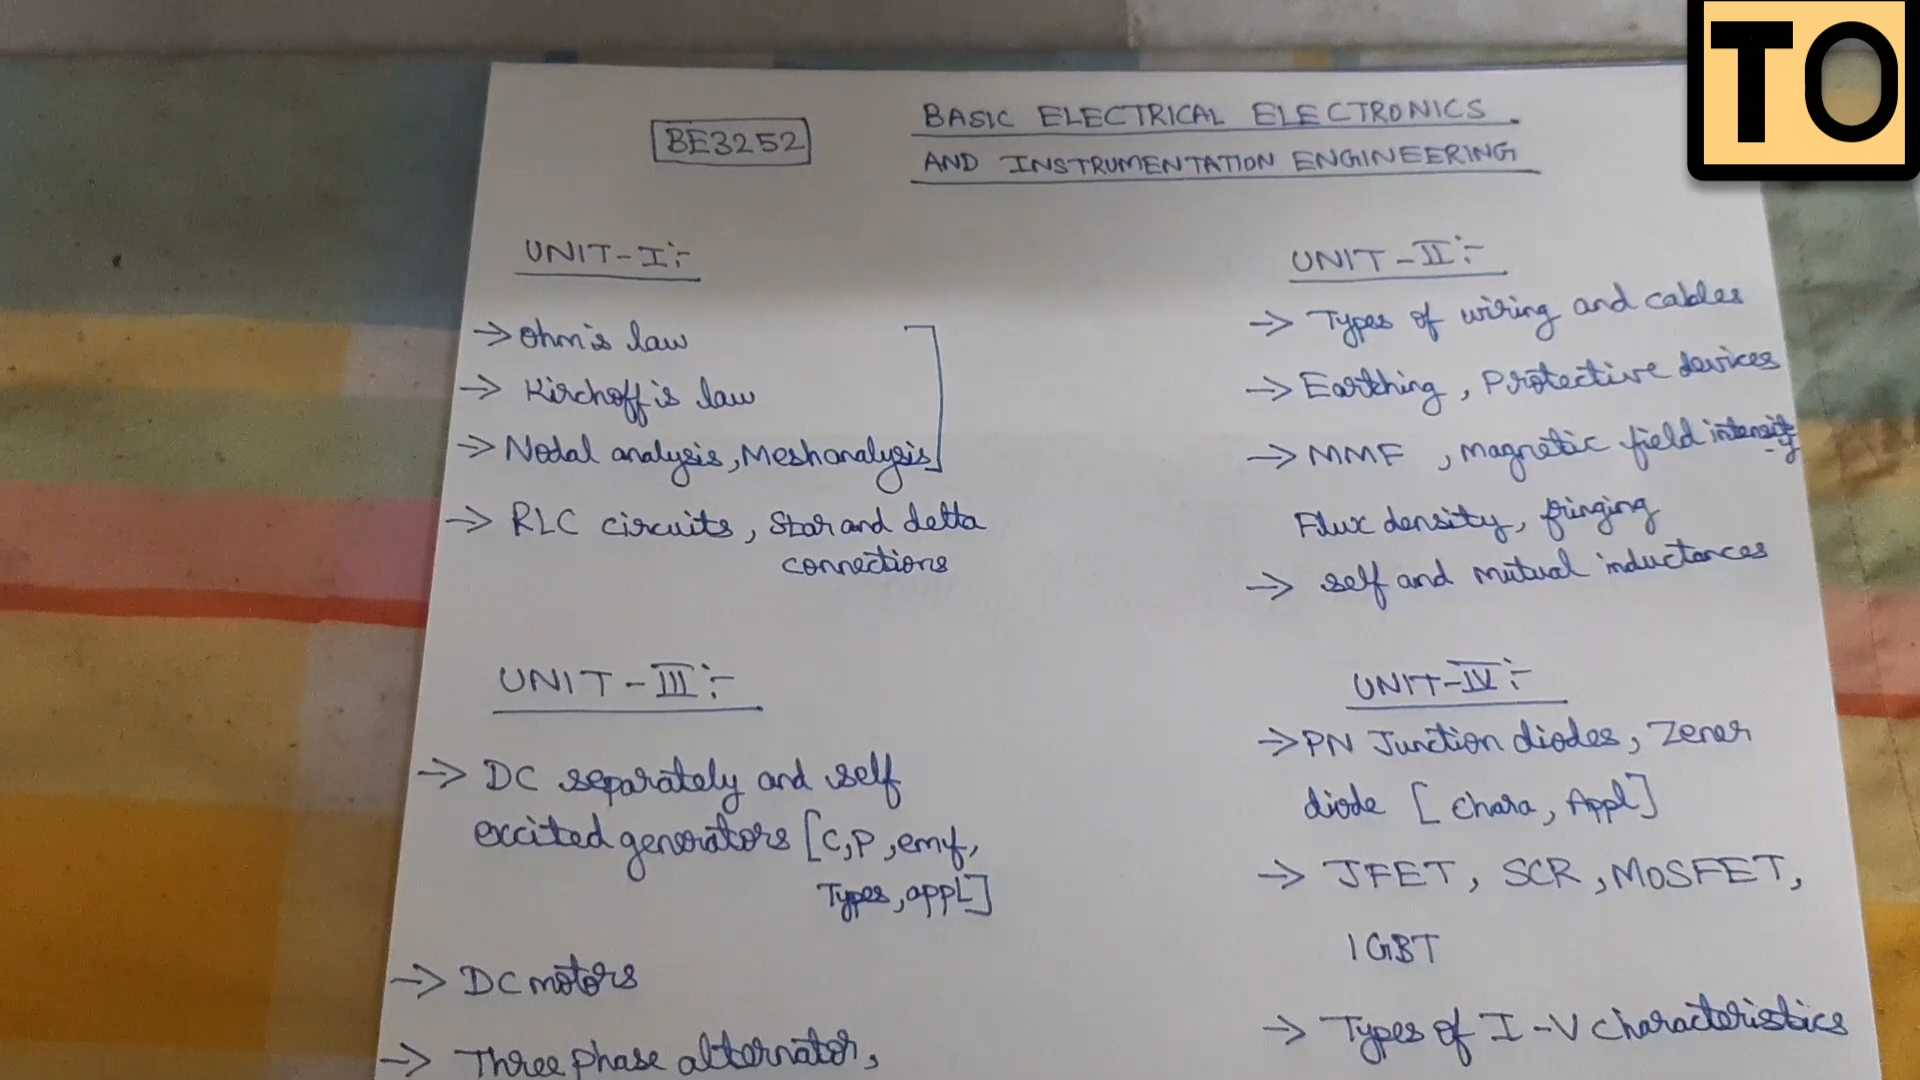 TO
BE3252
BASIC ELECTRICAL ELECTRONICS
AND INSTRUMENTATION ENGINEERING
UNIT-I:-
→ Ohm's law
→ Kirchoff's law
→ Nodal analysis, Mesh analysis
→ RLC circuits, Star and delta
connections
UNIT-II:-
→ Types of wiring and cables
→ Earthing, Protective devices
→ MMF, magnetic field intensity
Flux density, fringing
→ self and mutual inductances
UNIT-III:-
→ DC separately and self
excited generators [C,P,emf,
Types, appl]
→ DC motors
→ Three phase alternator,
UNIT-IV:-
→ PN Junction diodes, Zener
diode [chara, Appl]
→ JFET, SCR, MOSFET,
IGBT
→ Types of I-V characteristics